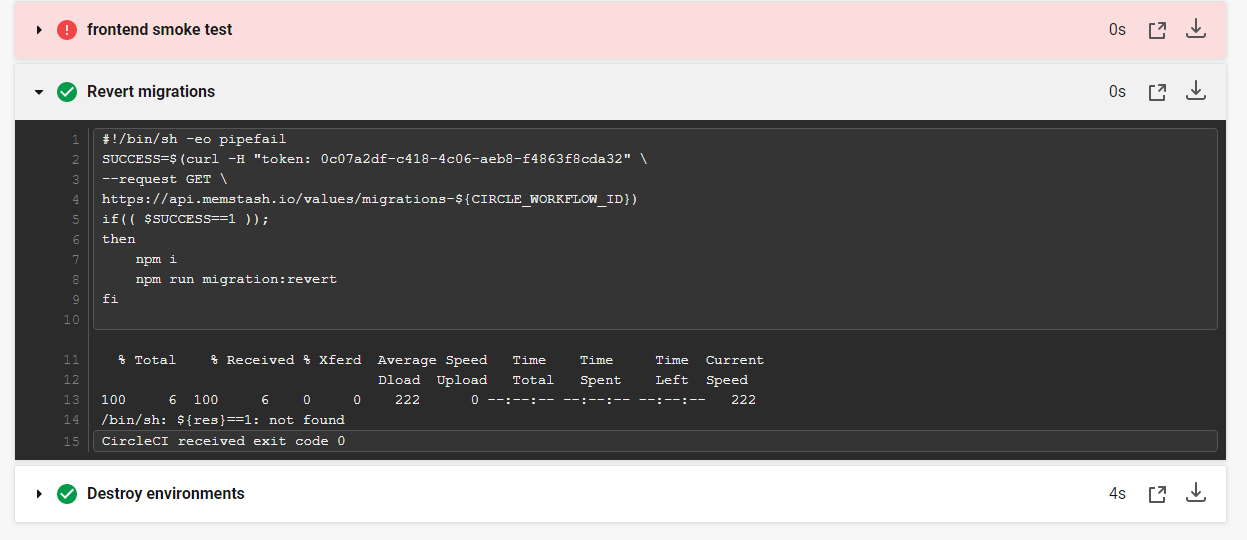 frontend smoke test 0s
Revert migrations 0s
1 #!/bin/sh -eo pipefail
2 SUCCESS=$(curl -H "token: 0c07a2df-c418-4c06-aeb8-f4863f8cda32" \
3 --request GET \
4 https://api.memstash.io/values/migrations-${CIRCLE_WORKFLOW_ID})
5 if(( $SUCCESS==1 ));
6 then
7 npm i
8 npm run migration:revert
9 fi
10
11 % Total % Received % Xferd Average Speed Time Time Time Current
12 Dload Upload Total Spent Left Speed
13 100 6 100 6 0 0 222 0 --:--:-- --:--:-- --:--:-- 222
14 /bin/sh: ${res}==1: not found
15 CircleCI received exit code 0
Destroy environments 4s